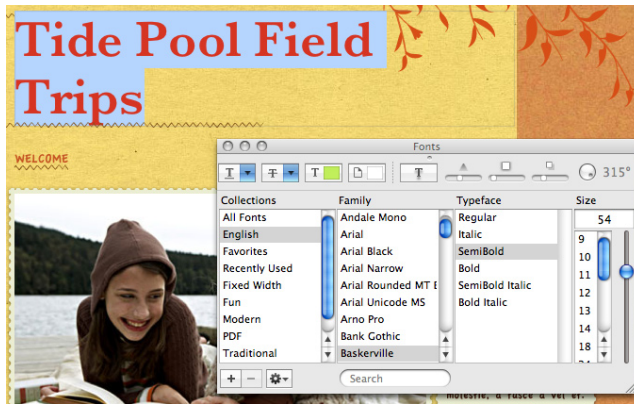 Tide Pool Field
Trips
WELCOME
Fonts
T T T T 315°
Collections Family Typeface Size
All Fonts Andale Mono Regular 54
English Arial Italic 9
Favorites Arial Black SemiBold 10
Recently Used Arial Narrow Bold 11
Fixed Width Arial Rounded MT SemiBold Italic 12
Fun Arial Unicode MS Bold Italic 13
Modern Arno Pro 14
PDF Bank Gothic 18
Traditional Baskerville
Search
molestie, a fusce a vel et.